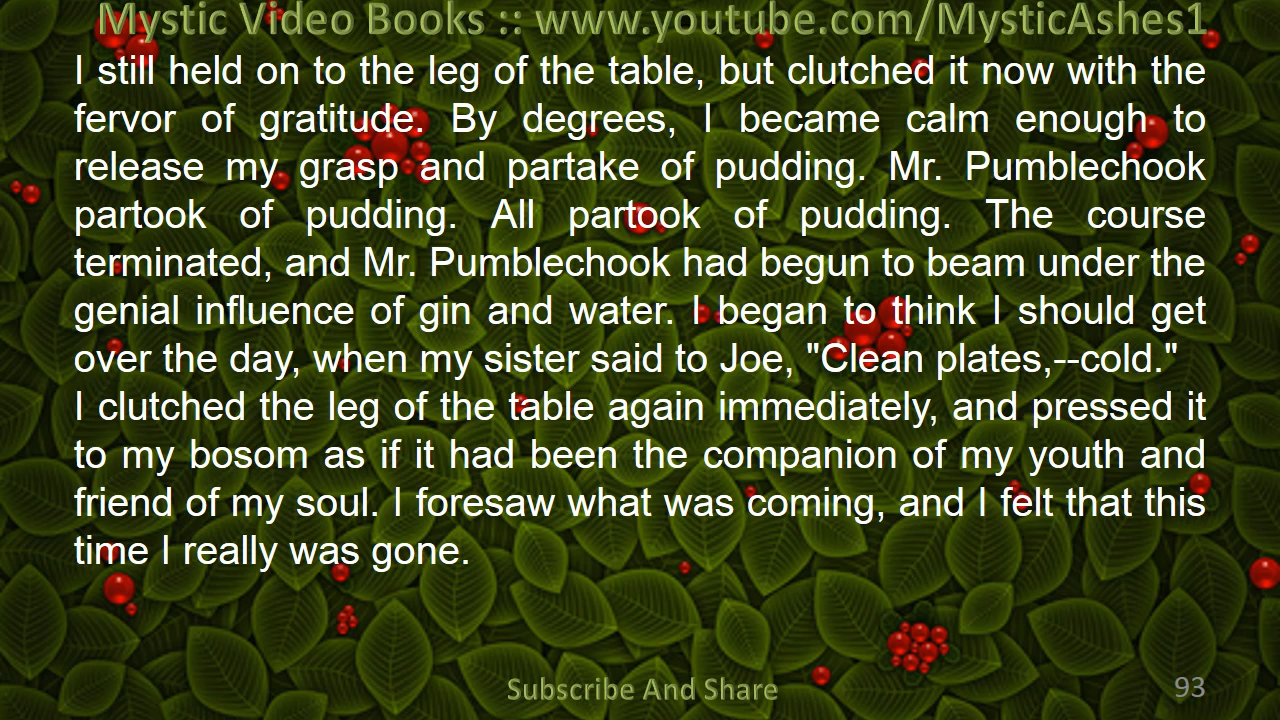 Mystic Video Books :: www.youtube.com/MysticAshes1
I still held on to the leg of the table, but clutched it now with the
fervor of gratitude. By degrees, I became calm enough to
release my grasp and partake of pudding. Mr. Pumblechook
partook of pudding. All partook of pudding. The course
terminated, and Mr. Pumblechook had begun to beam under the
genial influence of gin and water. I began to think I should get
over the day, when my sister said to Joe, "Clean plates,--cold."
I clutched the leg of the table again immediately, and pressed it
to my bosom as if it had been the companion of my youth and
friend of my soul. I foresaw what was coming, and I felt that this
time I really was gone.
Subscribe And Share
93